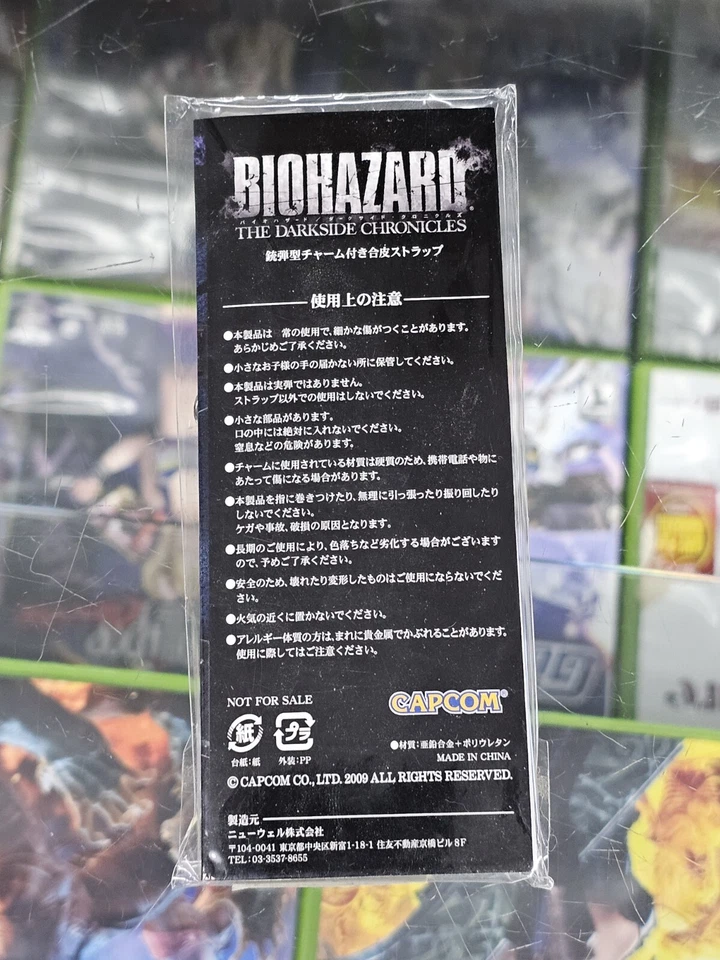 BIOHAZARD®
バイオハザード/ダークサイド・クロニクルズ
THE DARKSIDE CHRONICLES
銃弾型チャーム付き合皮ストラップ
使用上の注意
●本製品は 常の使用で、細かな傷がつくことがあります。
あらかじめご了承ください。
●小さなお子様の手の届かない所に保管してください。
●本製品は実弾ではありません。
ストラップ以外での使用はしないでください。
●小さな部品があります。
口の中には絶対に入れないでください。
窒息などの危険があります。
●チャームに使用されている材質は硬質のため、携帯電話や物に
あたって傷になる場合があります。
●本製品を指に巻きつけたり、無理に引っ張ったり振り回したり
しないでください。
ケガや事故、破損の原因となります。
●長期のご使用により、色落ちなど劣化する場合がございます
ので、予めご了承ください。
●安全のため、壊れたり変形したものはご使用にならないでくだ
さい。
●火気の近くに置かないでください。
●アレルギー体質の方は、まれに貴金属でかぶれることがあります。
使用に際してはご注意ください。
NOT FOR SALE
CAPCOM®
紙
プラ
台紙:紙
外装:PP
●材質:亜鉛合金+ポリウレタン
MADE IN CHINA
© CAPCOM CO., LTD. 2009 ALL RIGHTS RESERVED.
製造元
ニューウェル株式会社
〒104-0041 東京都中央区新富1-18-1 住友不動産京橋ビル8F
TEL:03-3537-8655